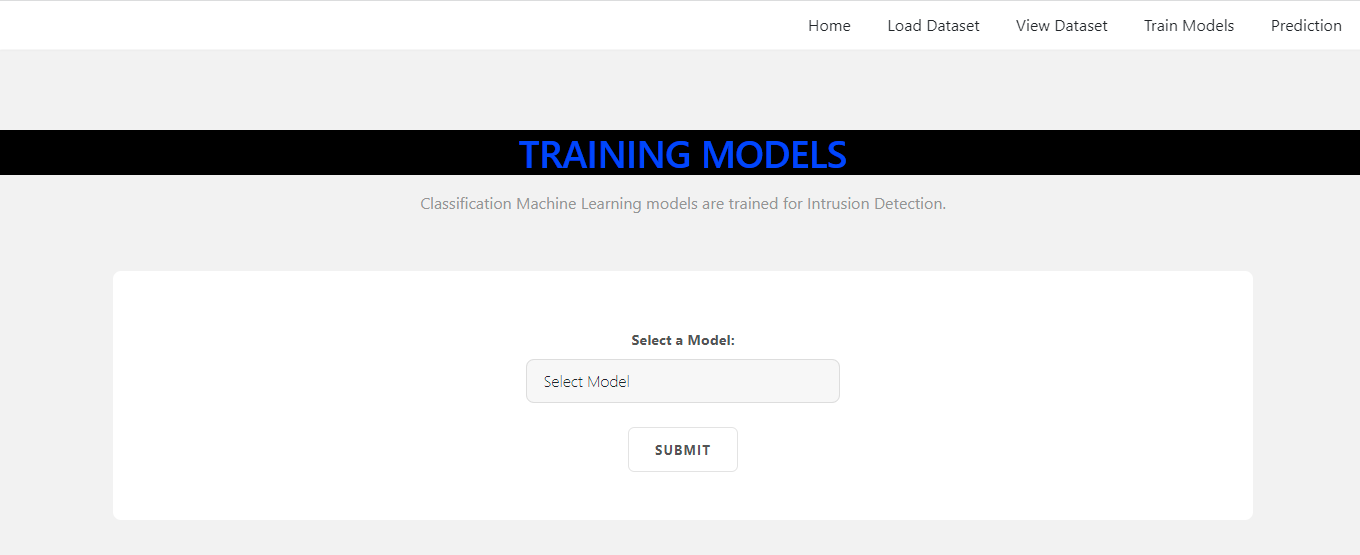 Home Load Dataset View Dataset Train Models Prediction
TRAINING MODELS
Classification Machine Learning models are trained for Intrusion Detection.
Select a Model:
Select Model
SUBMIT